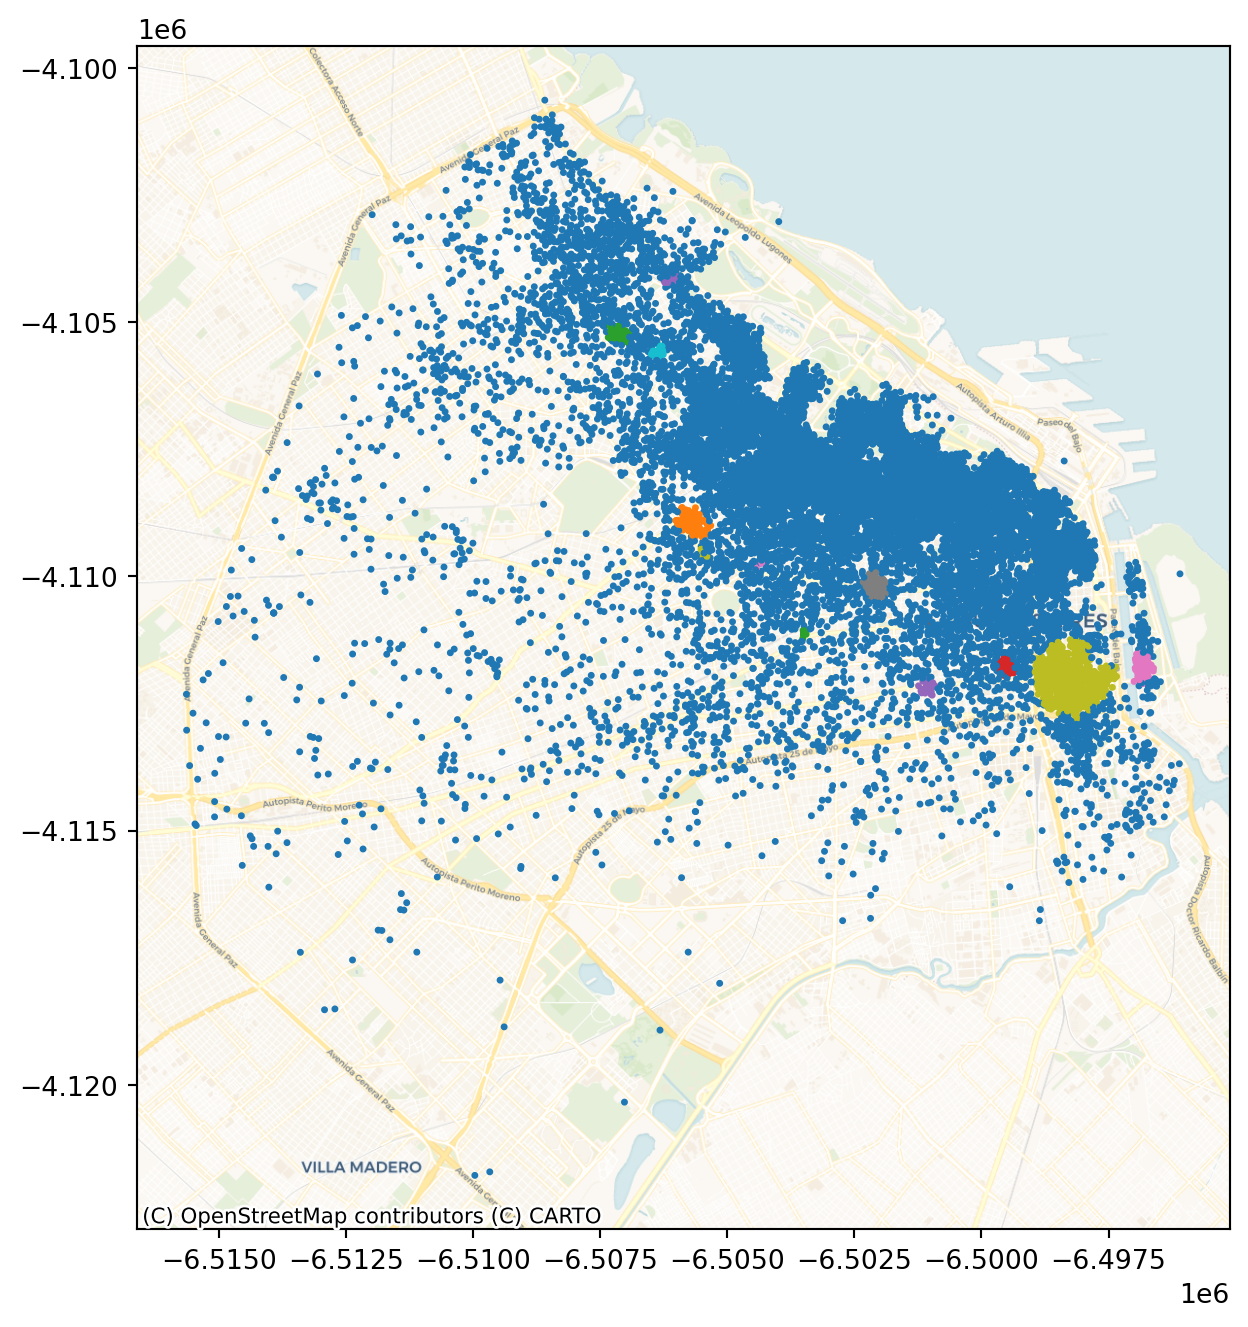 1e6
−4.100
−4.105
−4.110
−4.115
−4.120
Colectora Acceso Norte
Avenida General Paz
Avenida General Paz
Avenida Leopoldo Lugones
Avenida General Paz
Autopista Arturo Illia
Paseo del Bajo
ES
Avenida General Paz
Autopista 25 de Mayo
Autopista Perito Moreno
Autopista 25 de Mayo
Autopista Perito Moreno
Avenida General Paz
Autopista Doctor Ricardo Balbín
Avenida General Paz
VILLA MADERO
(C) OpenStreetMap contributors (C) CARTO
−6.5150 −6.5125 −6.5100 −6.5075 −6.5050 −6.5025 −6.5000 −6.4975
1e6